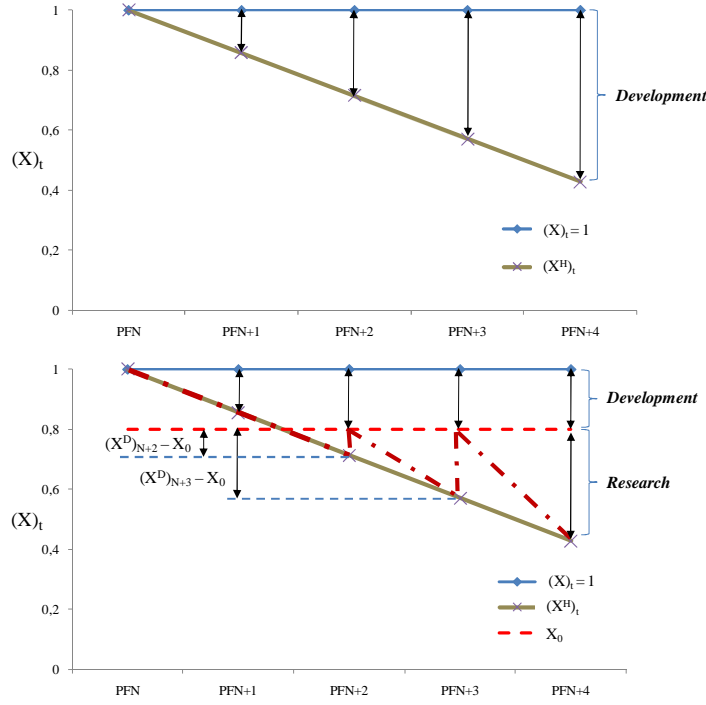 1
0,8
0,6
(X)ₜ
0,4
0,2
0
Development
(X)ₜ = 1
(Xᴴ)ₜ
PFN PFN+1 PFN+2 PFN+3 PFN+4
1
0,8
0,6
(X)ₜ
0,4
0,2
0
Development
(Xᴰ)N+2 – X₀
(Xᴰ)N+3 – X₀
Research
(X)ₜ = 1
(Xᴴ)ₜ
X₀
PFN PFN+1 PFN+2 PFN+3 PFN+4